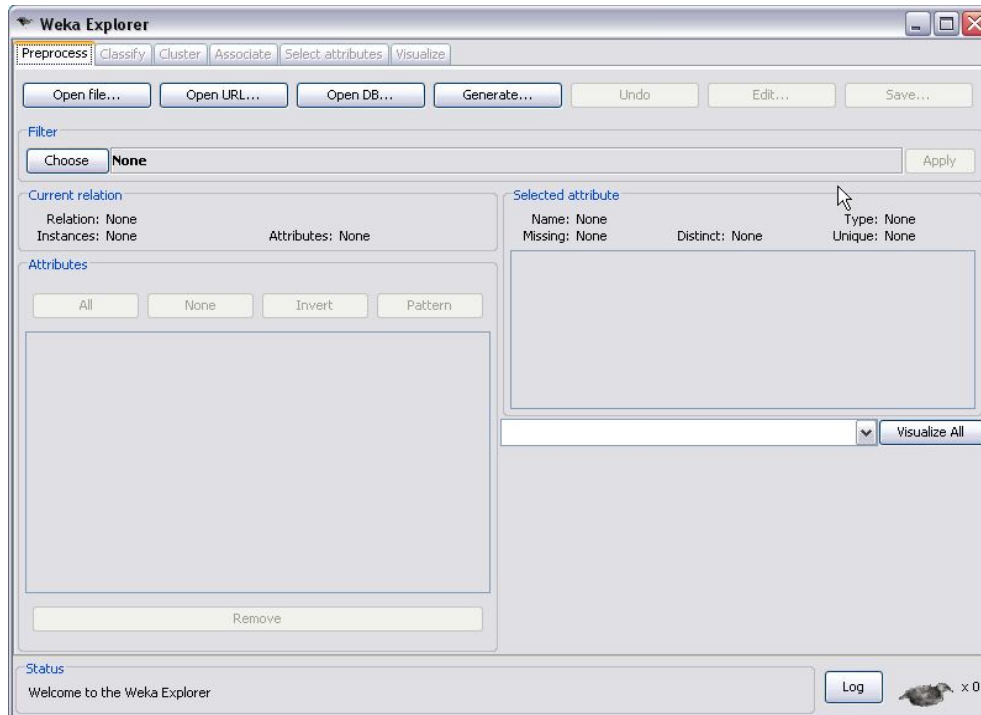 Weka Explorer
Preprocess Classify Cluster Associate Select attributes Visualize
Open file... Open URL... Open DB... Generate... Undo Edit... Save...
Filter
Choose None Apply
Current relation
Relation: None
Instances: None Attributes: None
Selected attribute
Name: None Type: None
Missing: None Distinct: None Unique: None
Attributes
All None Invert Pattern
Visualize All
Remove
Status
Welcome to the Weka Explorer
Log x 0